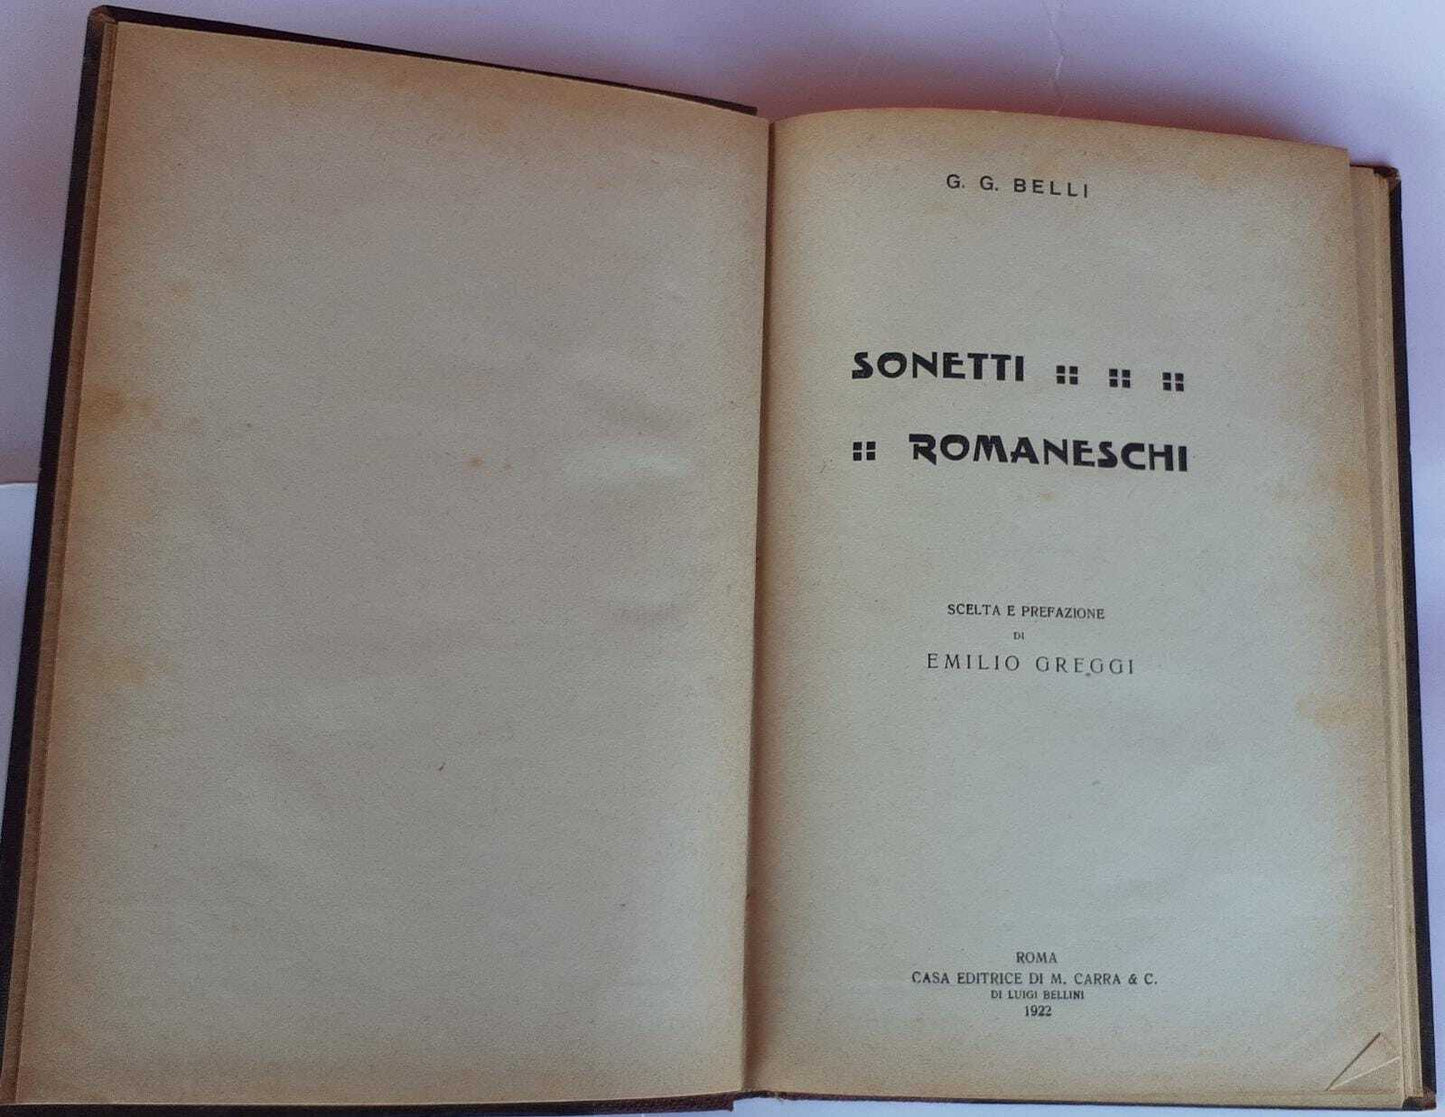 G. G. BELLI
SONETTI
ROMANESCHI
SCELTA E PREFAZIONE
DI
EMILIO GREGGI
ROMA
CASA EDITRICE DI M. CARRA & C.
DI LUIGI BELLINI
1922